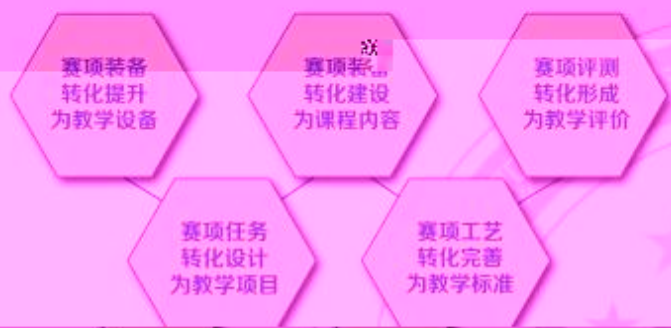 赛项装备
转化提升
为教学设备
赛项装
转化建设
为课程内容
赛项评测
转化形成
为教学评价
赛项任务
转化设计
为教学项目
赛项工艺
转化完善
为教学标准